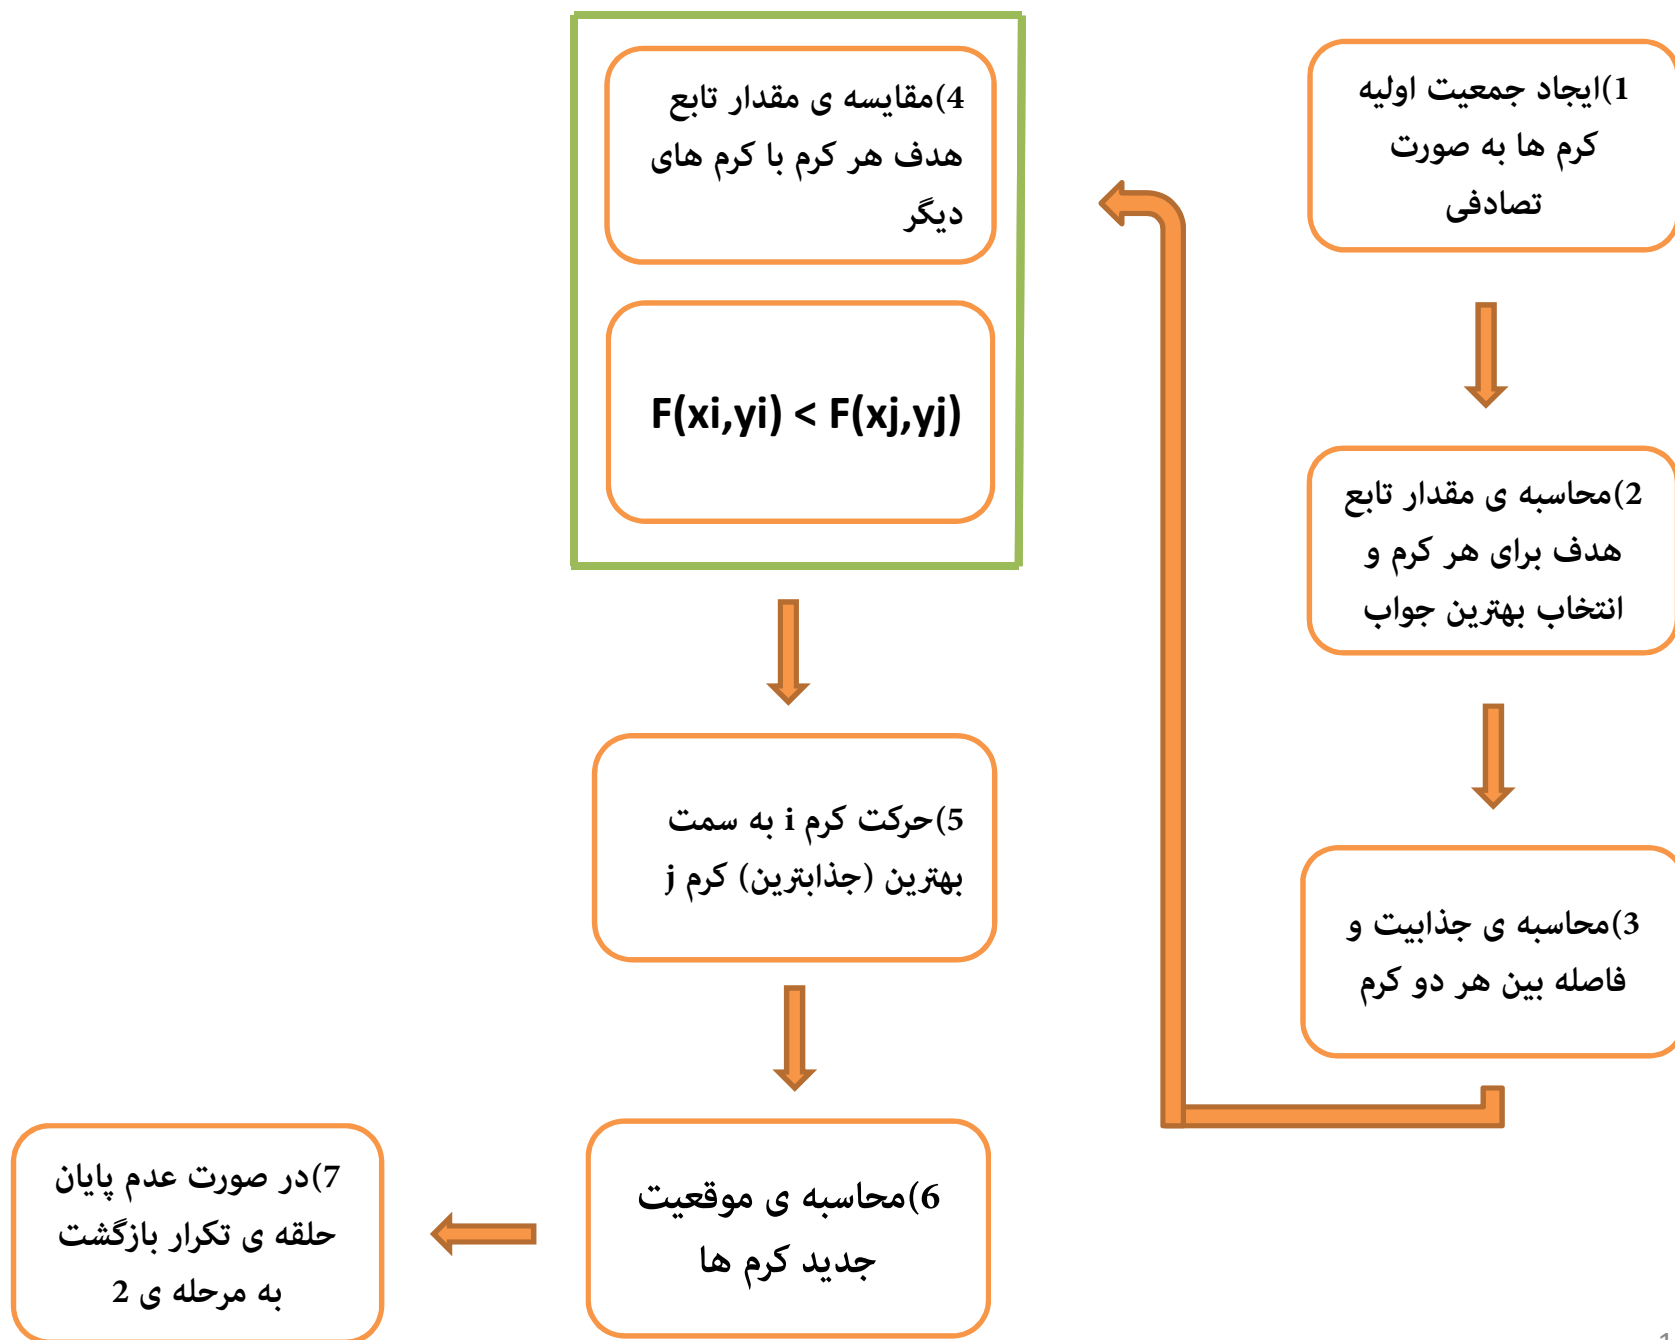 1)ایجاد جمعیت اولیه
کرم ها به صورت
تصادفی
2)محاسبه ی مقدار تابع
هدف برای هر کرم و
انتخاب بهترین جواب
3)محاسبه ی جذابیت و
فاصله بین هر دو کرم
4)مقایسه ی مقدار تابع
هدف هر کرم با کرم های
دیگر
F(xi,yi) < F(xj,yj)
5)حرکت کرم i به سمت
بهترین (جذابترین) کرم j
6)محاسبه ی موقعیت
جدید کرم ها
7)در صورت عدم پایان
حلقه ی تکرار بازگشت
به مرحله ی 2